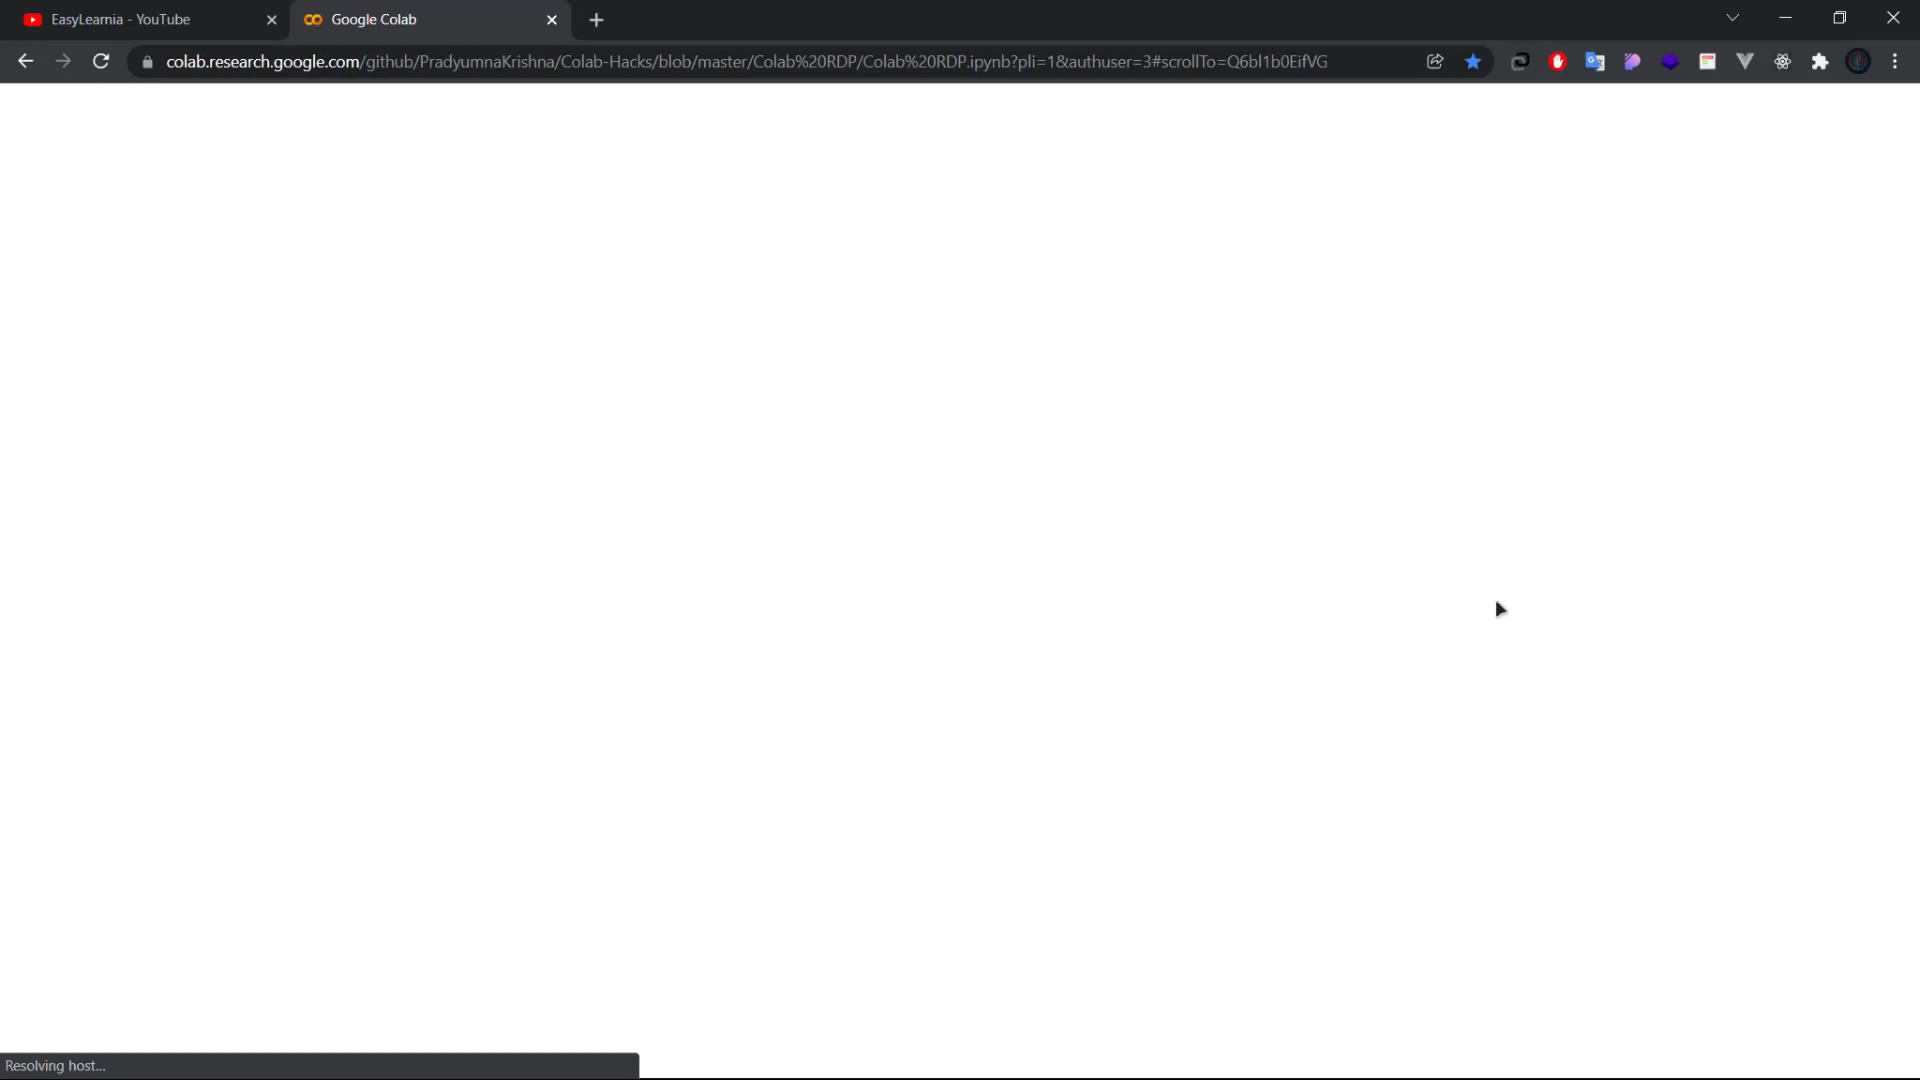 EasyLearnia - YouTube
Google Colab
colab.research.google.com/github/PradyumnaKrishna/Colab-Hacks/blob/master/Colab%20RDP/Colab%20RDP.ipynb?pli=1&authuser=3#scrollTo=Q6bl1b0EifVG
Resolving host...